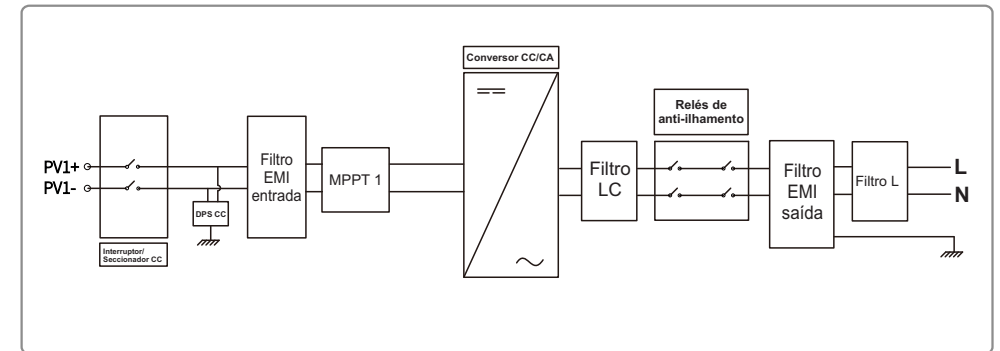 Conversor CC/CA
Relés de
anti-ilhamento
PV1+
PV1-
DPS CC
Interruptor/
Seccionador CC
Filtro
EMI
entrada
MPPT 1
Filtro
LC
Filtro
EMI
saída
Filtro L
L
N